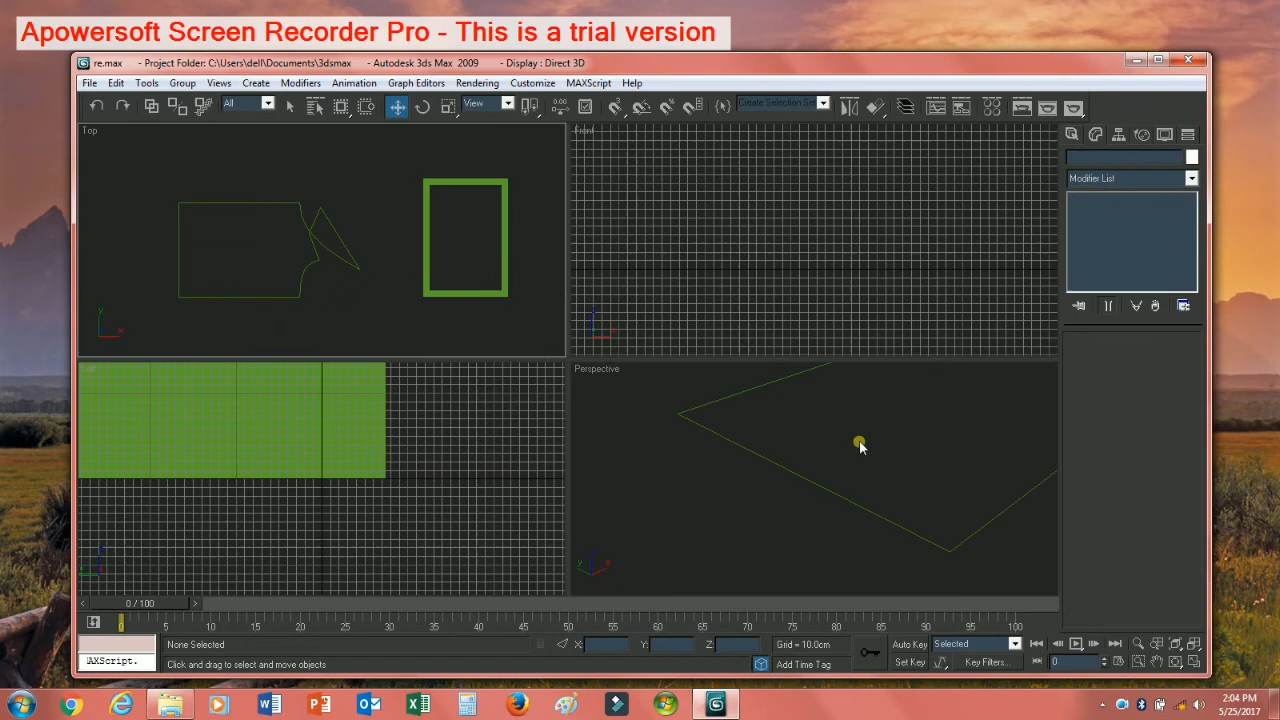 Apowersoft Screen Recorder Pro - This is a trial version
re.max - Project Folder: C:\Users\dell\Documents\3dsmax - Autodesk 3ds Max 2009 - Display : Direct 3D
File Edit Tools Group Views Create Modifiers Animation Graph Editors Rendering Customize MAXScript Help
All View Create Selection Set
Top
Front
Modifier List
Perspective
0 / 100
0 5 10 15 20 25 30 35 40 45 50 55 60 65 70 75 80 85 90 95 100
None Selected X: Y: Z: Grid = 10.0cm Auto Key Selected
AXScript. Click and drag to select and move objects Add Time Tag Set Key Key Filters... 0
2:04 PM
5/25/2017